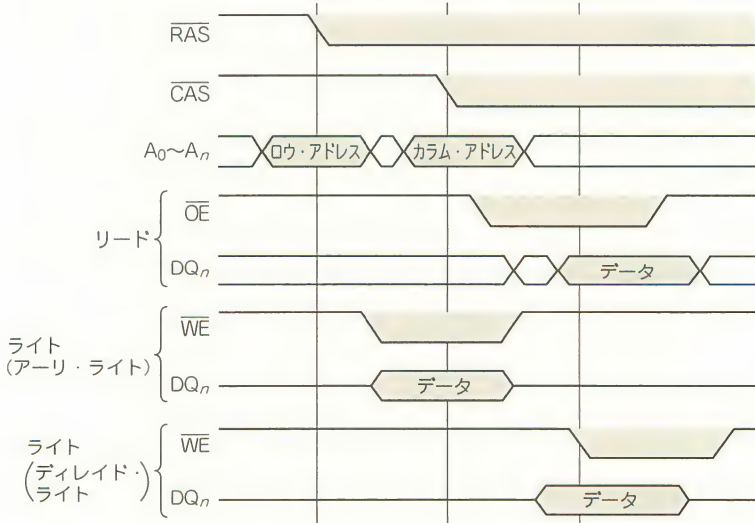 RAS
CAS
A0〜An
ロウ・アドレス
カラム・アドレス
リード
OE
DQn
データ
ライト
(アーリ・ライト)
WE
DQn
データ
ライト
(ディレイド・
ライト)
WE
DQn
データ